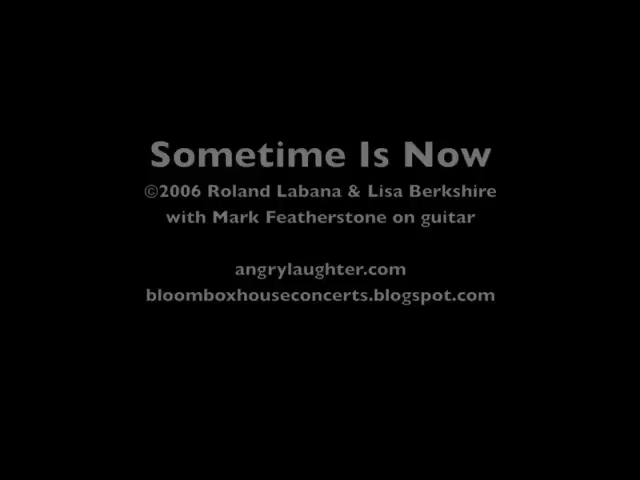 Sometime Is Now
©2006 Roland Labana & Lisa Berkshire
with Mark Featherstone on guitar
angrylaughter.com
bloomboxhouseconcerts.blogspot.com